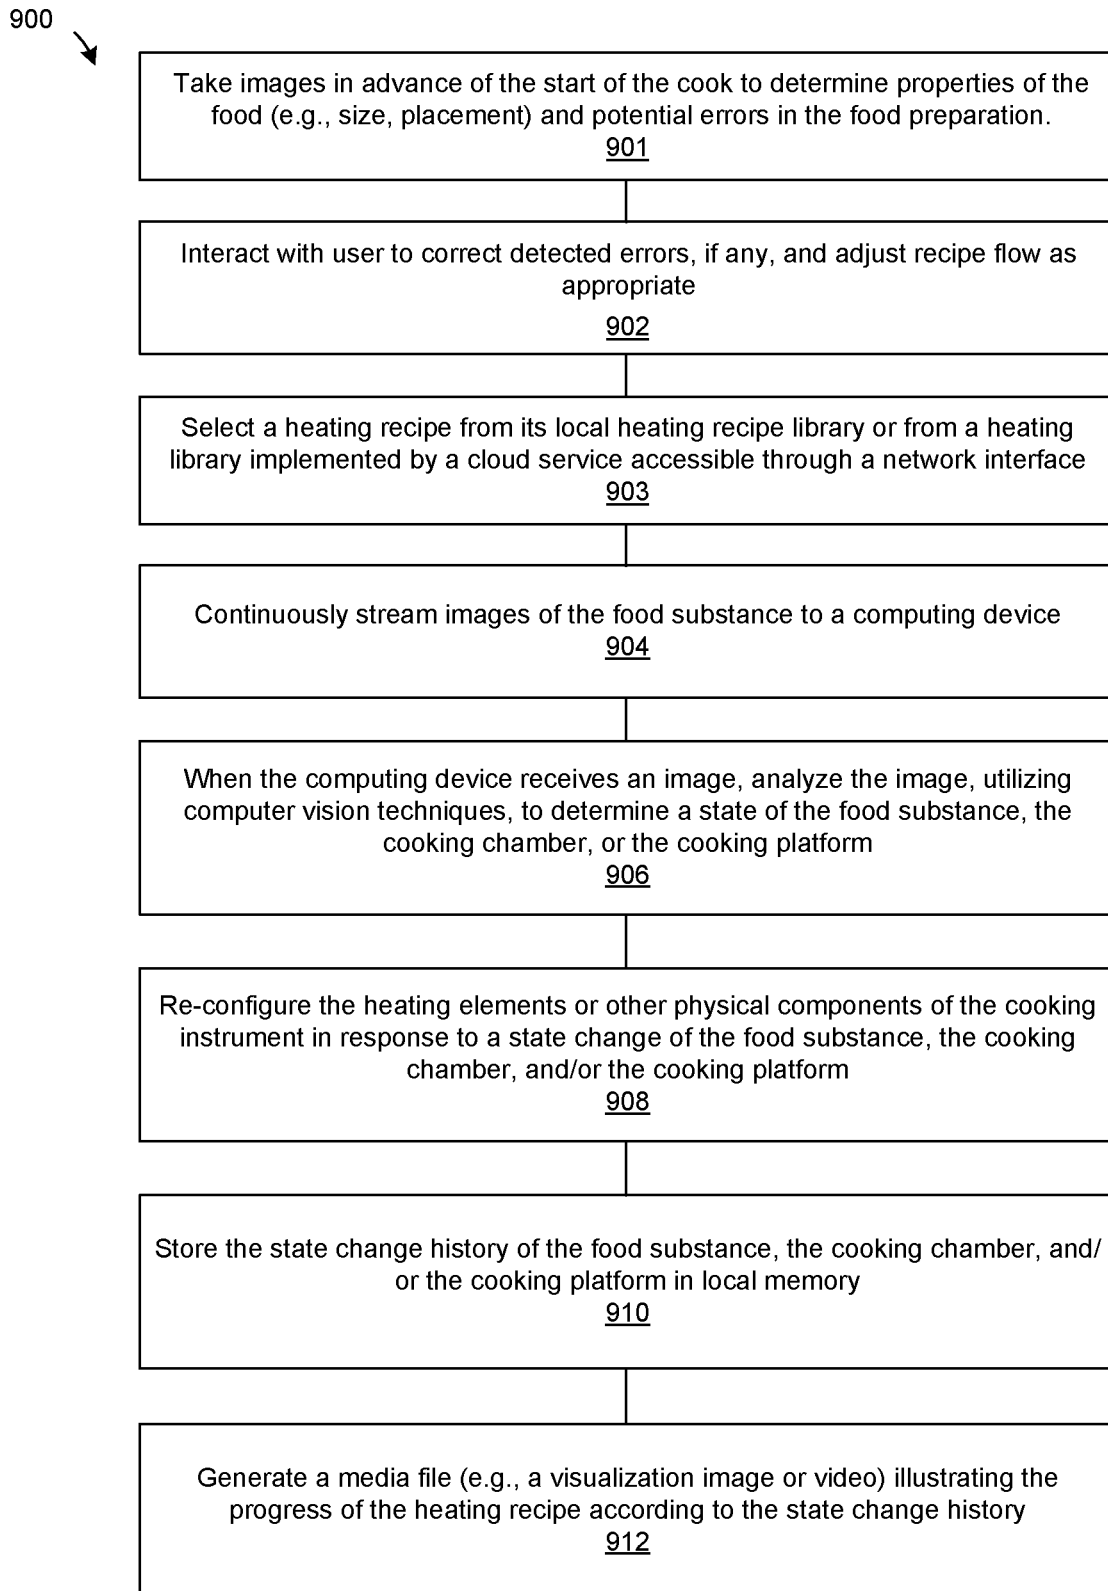 900
Take images in advance of the start of the cook to determine properties of the
food (e.g., size, placement) and potential errors in the food preparation.
901
Interact with user to correct detected errors, if any, and adjust recipe flow as
appropriate
902
Select a heating recipe from its local heating recipe library or from a heating
library implemented by a cloud service accessible through a network interface
903
Continuously stream images of the food substance to a computing device
904
When the computing device receives an image, analyze the image, utilizing
computer vision techniques, to determine a state of the food substance, the
cooking chamber, or the cooking platform
906
Re-configure the heating elements or other physical components of the cooking
instrument in response to a state change of the food substance, the cooking
chamber, and/or the cooking platform
908
Store the state change history of the food substance, the cooking chamber, and/
or the cooking platform in local memory
910
Generate a media file (e.g., a visualization image or video) illustrating the
progress of the heating recipe according to the state change history
912